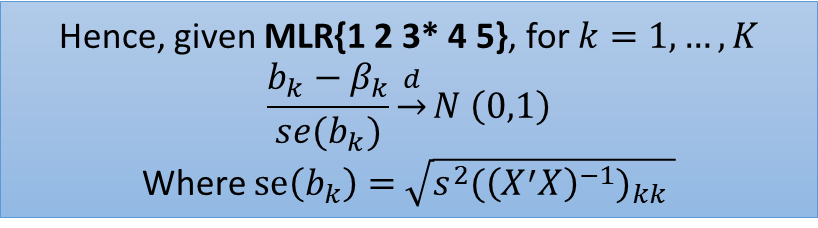 Hence, given MLR{1 2 3* 4 5}, for k = 1, … , K
(b_k − β_k) / se(b_k) →^d N (0,1)
Where se(b_k) = √(s²((X′X)⁻¹)_kk)